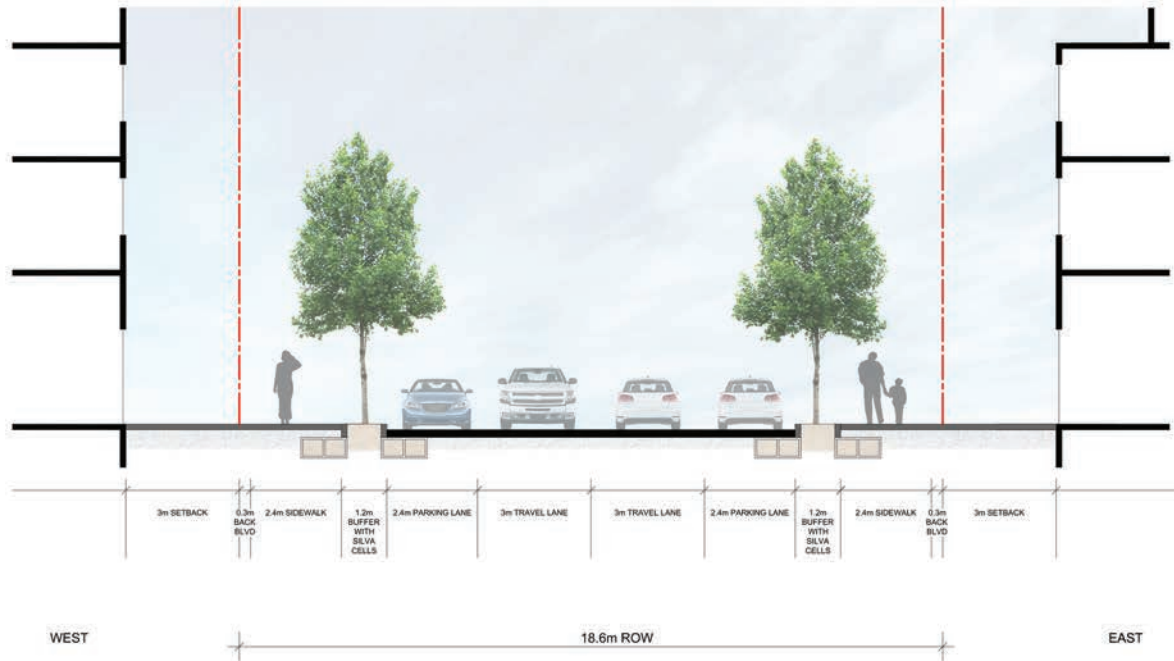 3m SETBACK
0.3m
BACK
BLVD
2.4m SIDEWALK
1.2m
BUFFER
WITH
SILVA
CELLS
2.4m PARKING LANE
3m TRAVEL LANE
3m TRAVEL LANE
2.4m PARKING LANE
1.2m
BUFFER
WITH
SILVA
CELLS
2.4m SIDEWALK
0.3m
BACK
BLVD
3m SETBACK
WEST
18.6m ROW
EAST